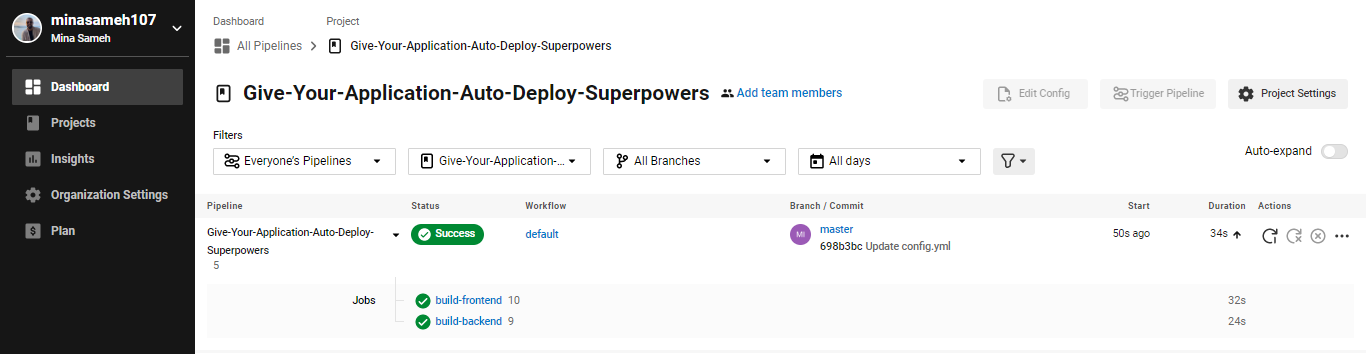 minasameh107
Mina Sameh
Dashboard
Projects
Insights
Organization Settings
Plan
Dashboard
Project
All Pipelines
Give-Your-Application-Auto-Deploy-Superpowers
Give-Your-Application-Auto-Deploy-Superpowers
Add team members
Edit Config
Trigger Pipeline
Project Settings
Filters
Everyone's Pipelines
Give-Your-Application-...
All Branches
All days
Auto-expand
Pipeline
Status
Workflow
Branch / Commit
Start
Duration
Actions
Give-Your-Application-Auto-Deploy-
Superpowers
5
Success
default
MI
master
698b3bc Update config.yml
50s ago
34s
Jobs
build-frontend 10
32s
build-backend 9
24s